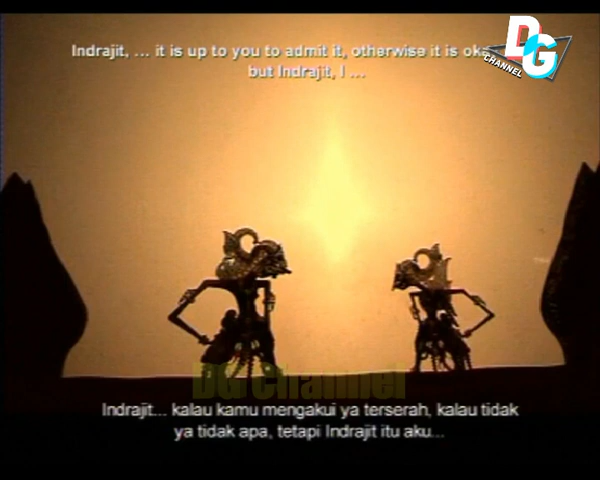 Indrajit, ... it is up to you to admit it, otherwise it is
but Indrajit, I ...
DG
CHANNEL
DG Channel
Indrajit... kalau kamu mengakui ya terserah, kalau tidak
ya tidak apa, tetapi Indrajit itu aku...